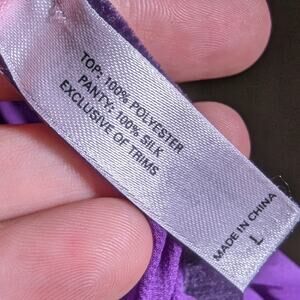 TOP: 100% POLYESTER
PANTY: 100% SILK
EXCLUSIVE OF TRIMS
MADE IN CHINA
L